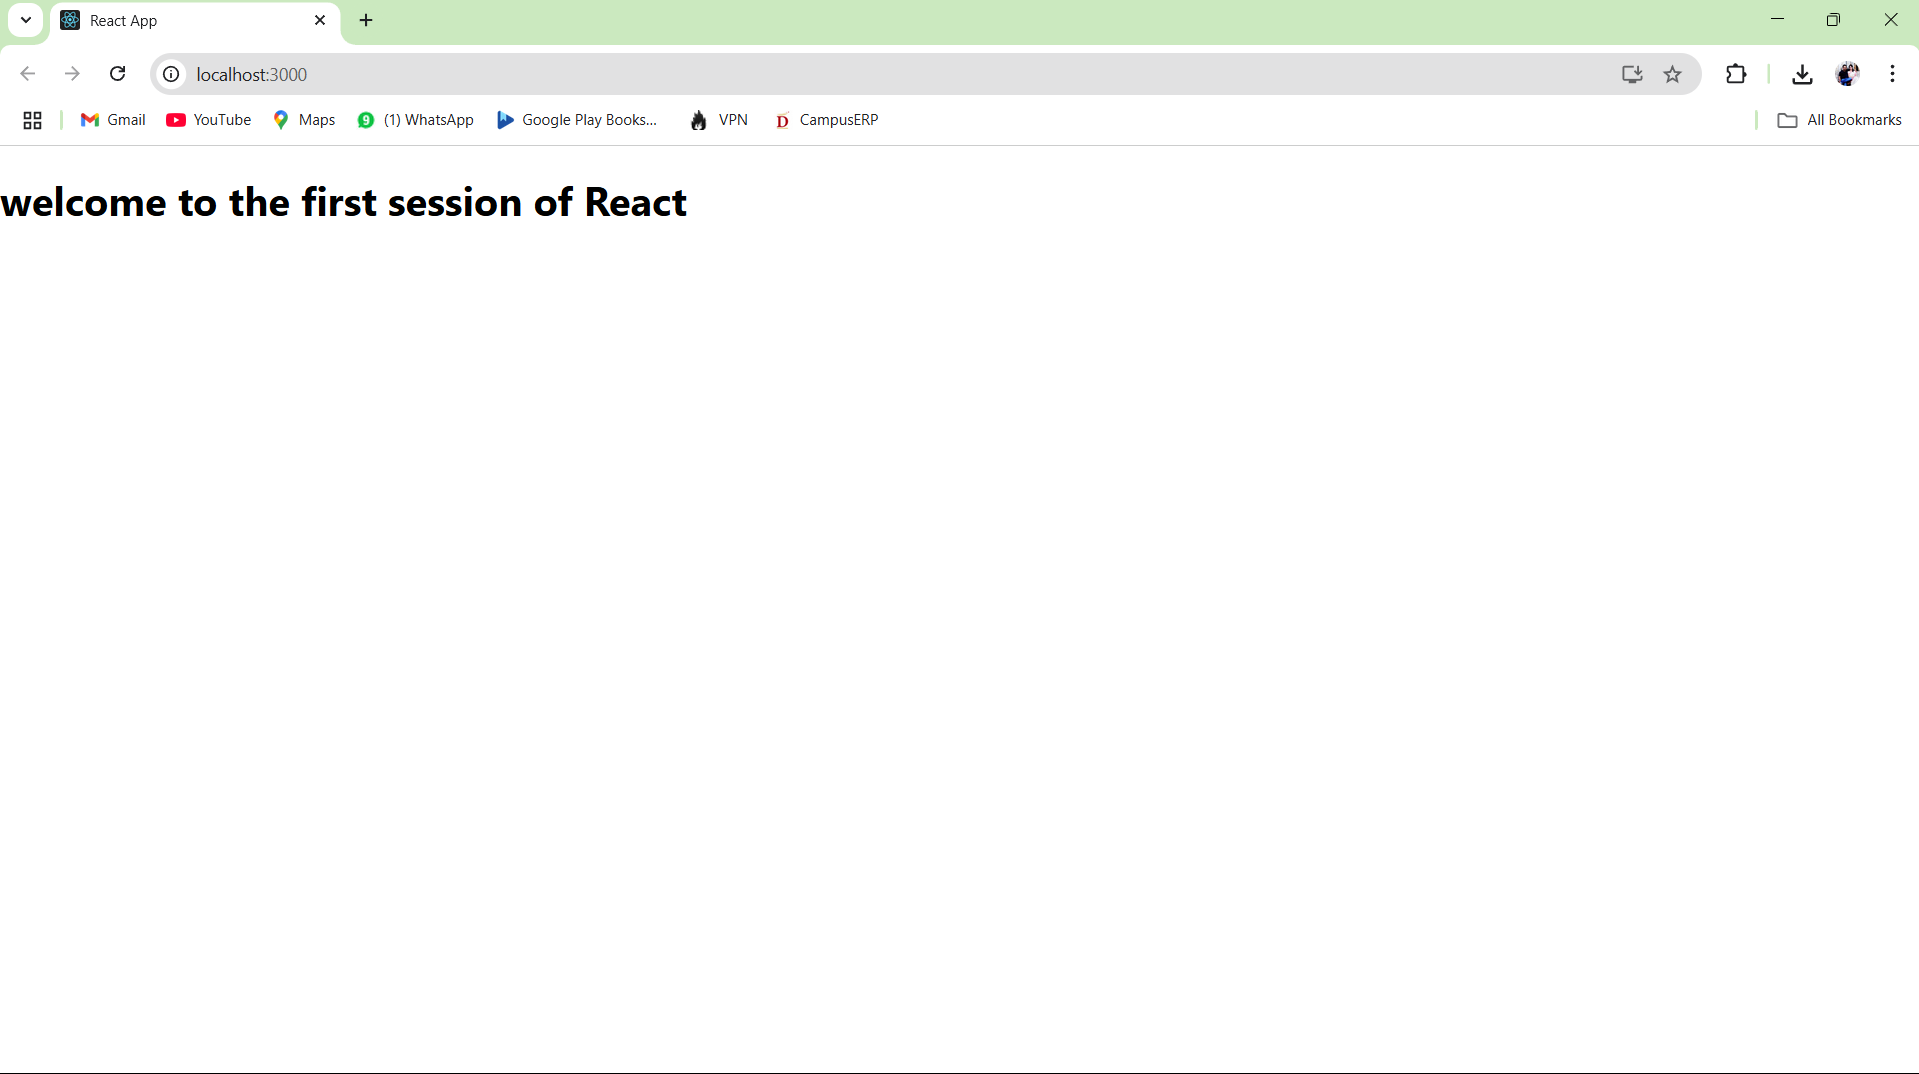 React App
localhost:3000
Gmail YouTube Maps 9 (1) WhatsApp Google Play Books... VPN D CampusERP All Bookmarks
welcome to the first session of React